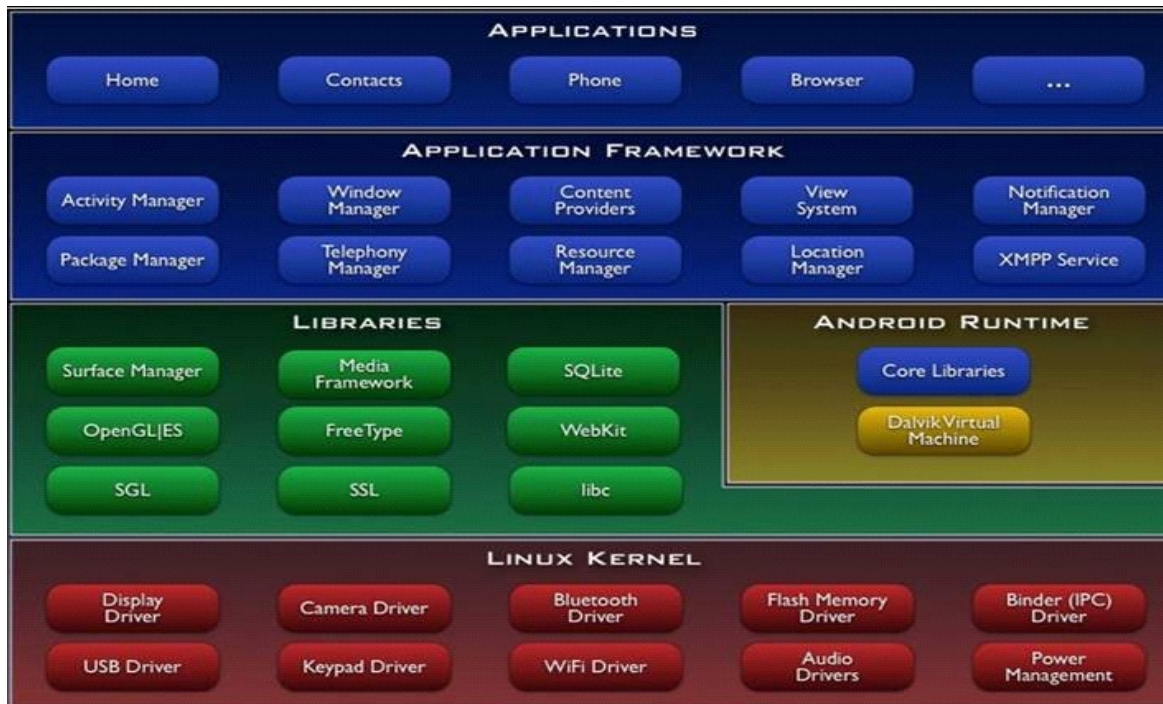 APPLICATIONS
Home
Contacts
Phone
Browser
...
APPLICATION FRAMEWORK
Activity Manager
Window
Manager
Content
Providers
View
System
Notification
Manager
Package Manager
Telephony
Manager
Resource
Manager
Location
Manager
XMPP Service
LIBRARIES
Surface Manager
Media
Framework
SQLite
OpenGL|ES
FreeType
WebKit
SGL
SSL
libc
ANDROID RUNTIME
Core Libraries
Dalvik Virtual
Machine
LINUX KERNEL
Display
Driver
Camera Driver
Bluetooth
Driver
Flash Memory
Driver
Binder (IPC)
Driver
USB Driver
Keypad Driver
WiFi Driver
Audio
Drivers
Power
Management